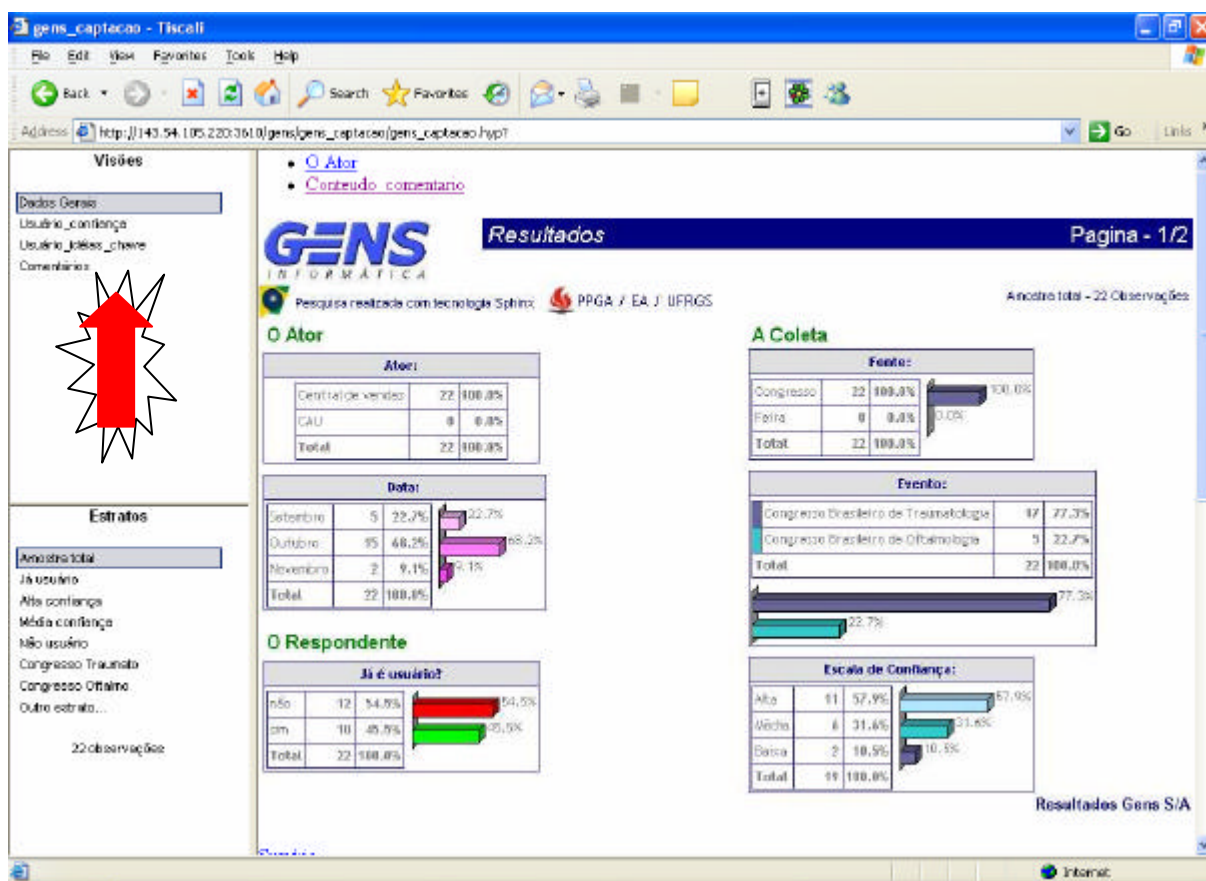 gens_captacao - Tiscali
File Edit View Favorites Tools Help
Back Search Favorites
Address http://143.54.105.220:3610/gens/gens_captacao/gens_captacao.hyp? Go Links
Visões
Dados Gerais
Usuário_confiança
Usuário_idéias_chave
Comentários
Estratos
Amostra total
Já usuário
Alta confiança
Média confiança
Não usuário
Congresso Traumato
Congresso Oftalmo
Outro estrato...
22 observações
O Ator
Conteudo comentario
GENS
INFORMÁTICA
Resultados
Pagina - 1/2
Pesquisa realizada com tecnologia Sphinx
PPGA / EA / UFRGS
Amostra total - 22 Observações
O Ator
Ator:
Central de vendas 22 100.0%
CAU 0 0.0%
Total 22 100.0%
Data:
Setembro 5 22.7% 22.7%
Outubro 15 68.2% 68.2%
Novembro 2 9.1% 9.1%
Total 22 100.0%
O Respondente
Já é usuário?
não 12 54.5% 54.5%
sim 10 45.5% 45.5%
Total 22 100.0%
A Coleta
Fonte:
Congresso 22 100.0% 100.0%
Feira 0 0.0% 0.0%
Total 22 100.0%
Evento:
Congresso Brasileiro de Traumatologia 17 77.3%
Congresso Brasileiro de Oftalmologia 5 22.7%
Total 22 100.0%
77.3%
22.7%
Escala de Confiança:
Alta 11 57.9% 57.9%
Média 6 31.6% 31.6%
Baixa 2 10.5% 10.5%
Total 19 100.0%
Resultados Gens S/A
Internet